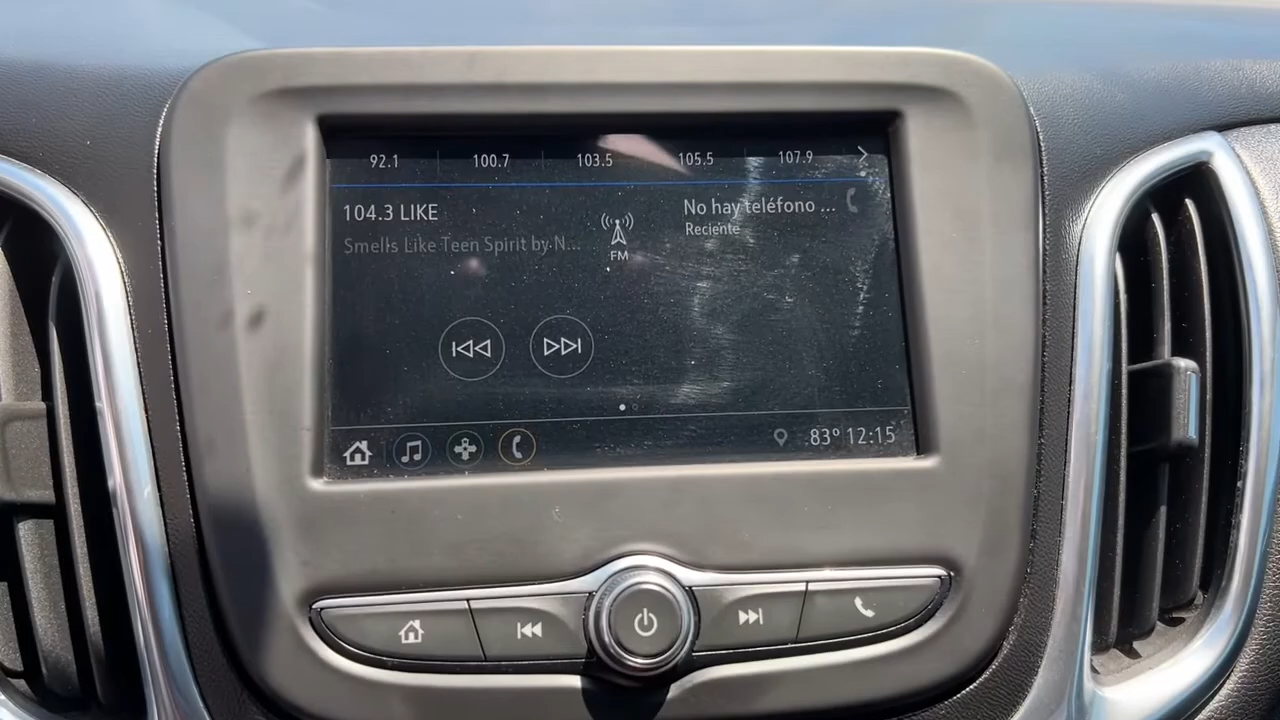 92.1 100.7 103.5 105.5 107.9
104.3 LIKE
Smells Like Teen Spirit by N...
FM
No hay teléfono ...
Reciente
83° 12:15